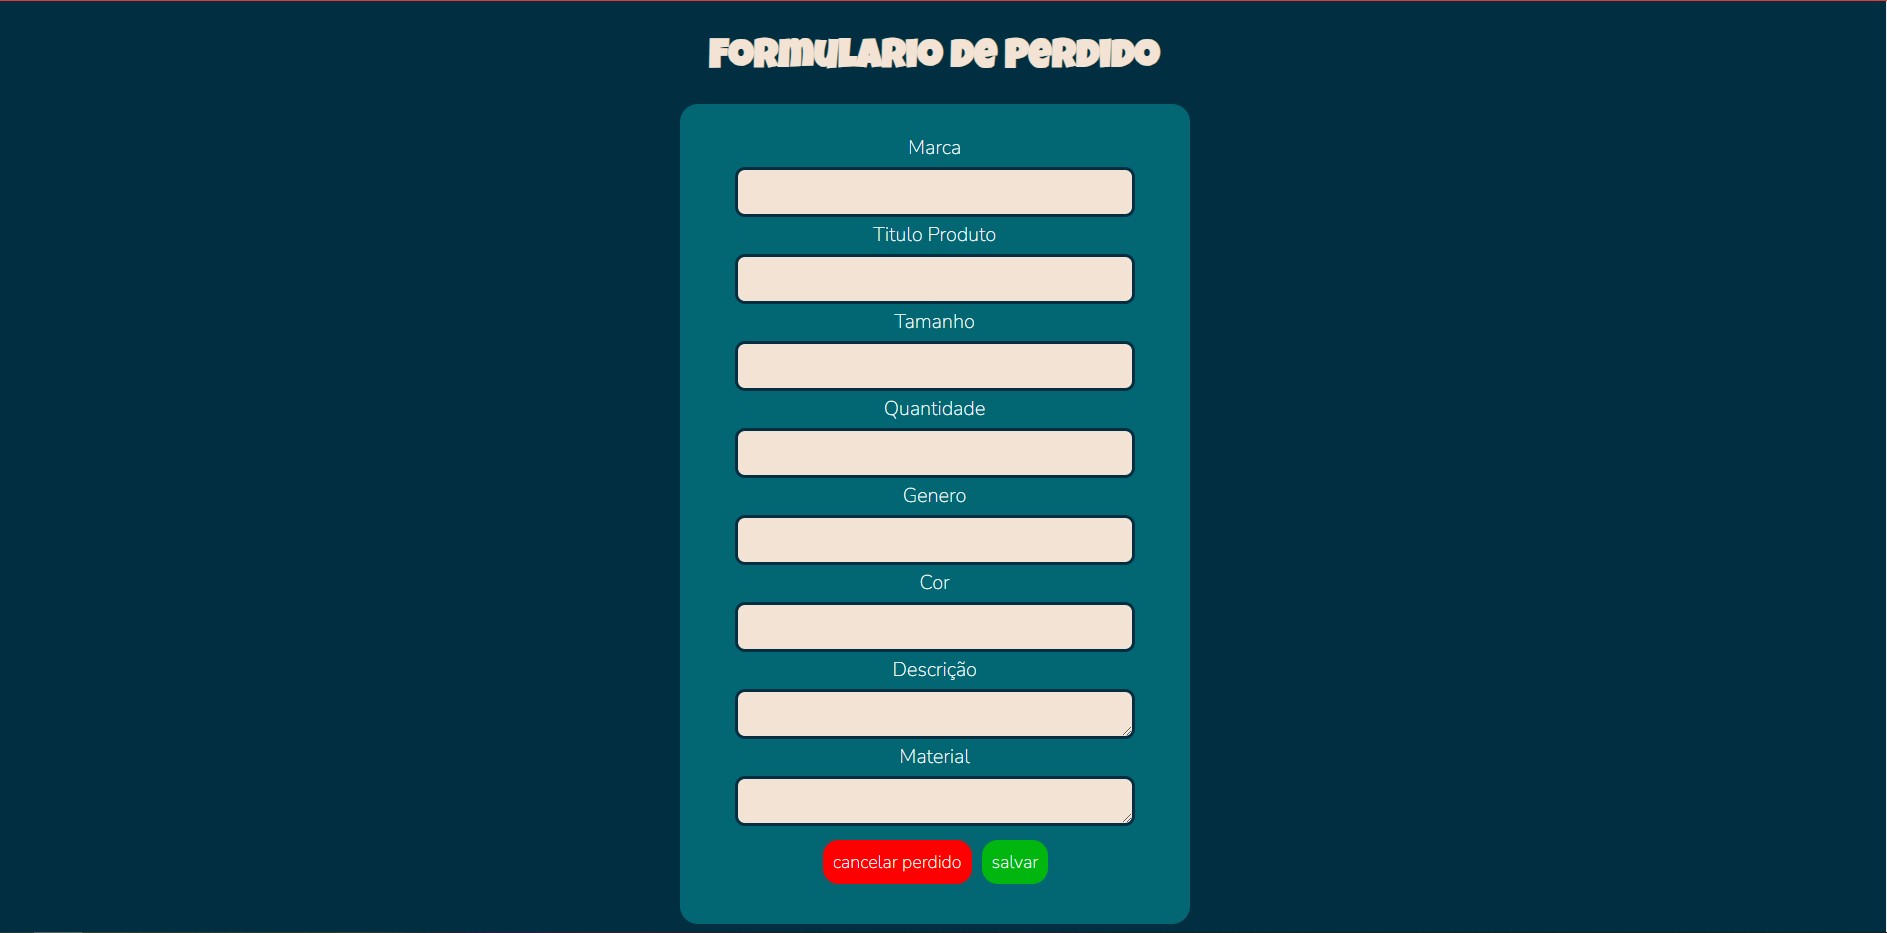 Formulario de Perdido
Marca
Titulo Produto
Tamanho
Quantidade
Genero
Cor
Descrição
Material
cancelar perdido
salvar